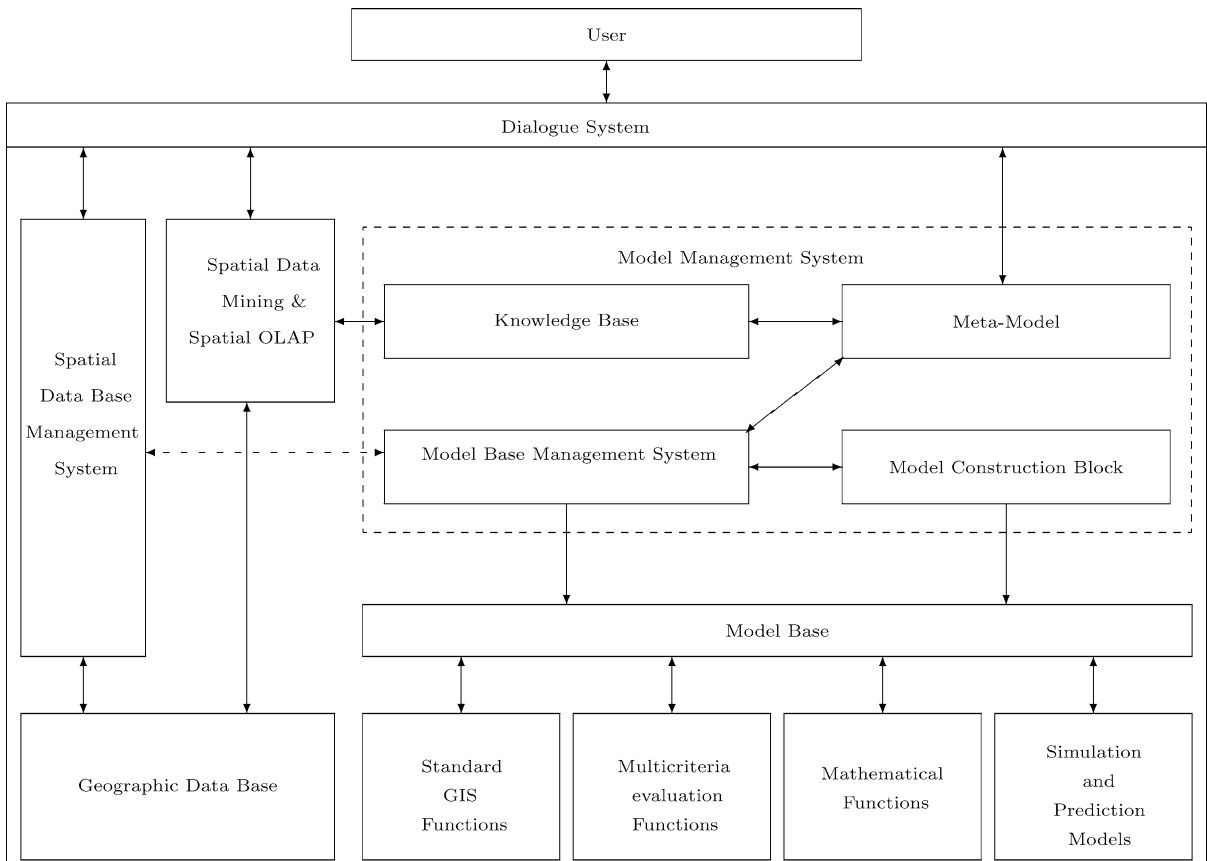 User
Dialogue System
Spatial
Data Base
Management
System
Spatial Data
Mining &
Spatial OLAP
Model Management System
Knowledge Base
Meta-Model
Model Base Management System
Model Construction Block
Model Base
Geographic Data Base
Standard
GIS
Functions
Multicriteria
evaluation
Functions
Mathematical
Functions
Simulation
and
Prediction
Models